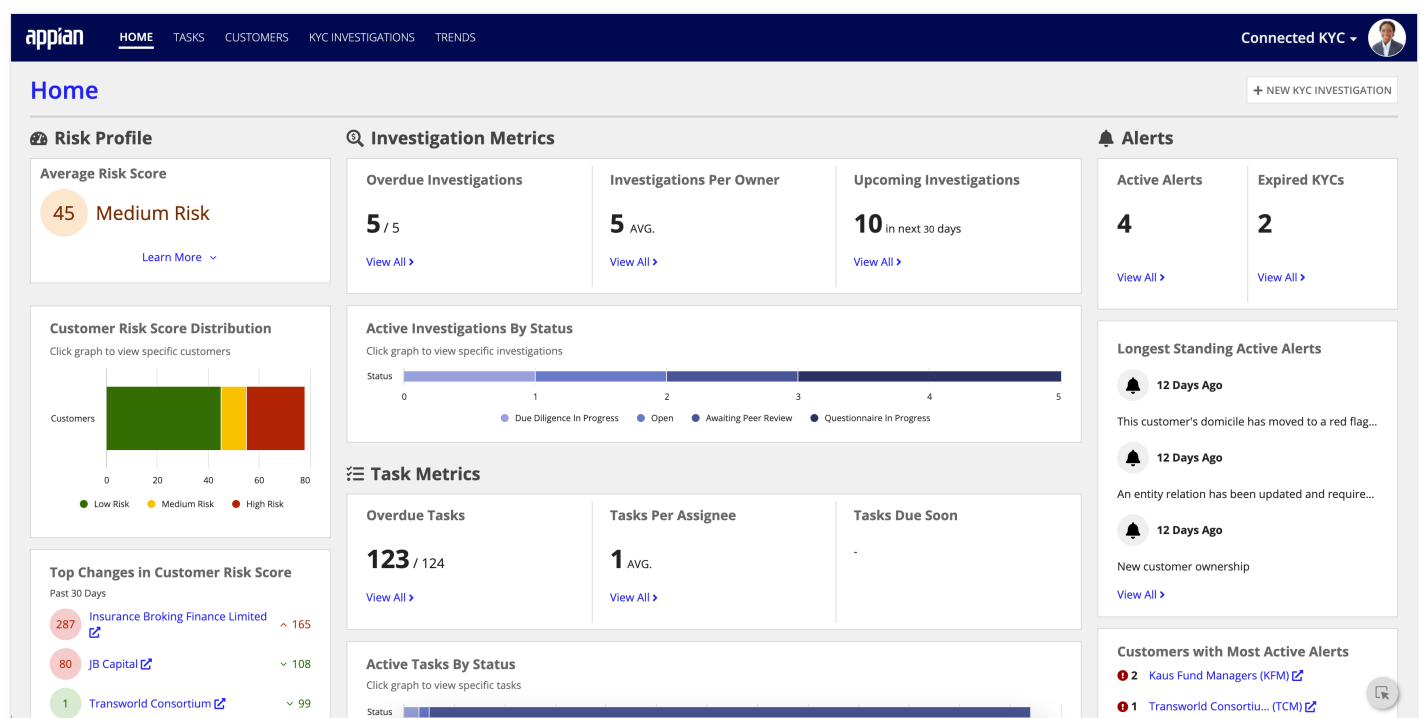 appian
HOME
TASKS
CUSTOMERS
KYC INVESTIGATIONS
TRENDS
Connected KYC
Home
+ NEW KYC INVESTIGATION
Risk Profile
Average Risk Score
45
Medium Risk
Learn More
Customer Risk Score Distribution
Click graph to view specific customers
Customers
0 20 40 60 80
Low Risk Medium Risk High Risk
Top Changes in Customer Risk Score
Past 30 Days
287 Insurance Broking Finance Limited 165
80 JB Capital 108
1 Transworld Consortium 99
Investigation Metrics
Overdue Investigations
5 / 5
View All
Investigations Per Owner
5 AVG.
View All
Upcoming Investigations
10 in next 30 days
View All
Active Investigations By Status
Click graph to view specific investigations
Status
0 1 2 3 4 5
Due Diligence In Progress Open Awaiting Peer Review Questionnaire In Progress
Task Metrics
Overdue Tasks
123 / 124
View All
Tasks Per Assignee
1 AVG.
View All
Tasks Due Soon
-
Active Tasks By Status
Click graph to view specific tasks
Status
Alerts
Active Alerts
4
View All
Expired KYCs
2
View All
Longest Standing Active Alerts
12 Days Ago
This customer's domicile has moved to a red flag...
12 Days Ago
An entity relation has been updated and require...
12 Days Ago
New customer ownership
View All
Customers with Most Active Alerts
2 Kaus Fund Managers (KFM)
1 Transworld Consortiu... (TCM)